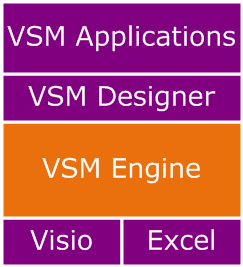 VSM Applications
VSM Designer
VSM Engine
Visio
Excel